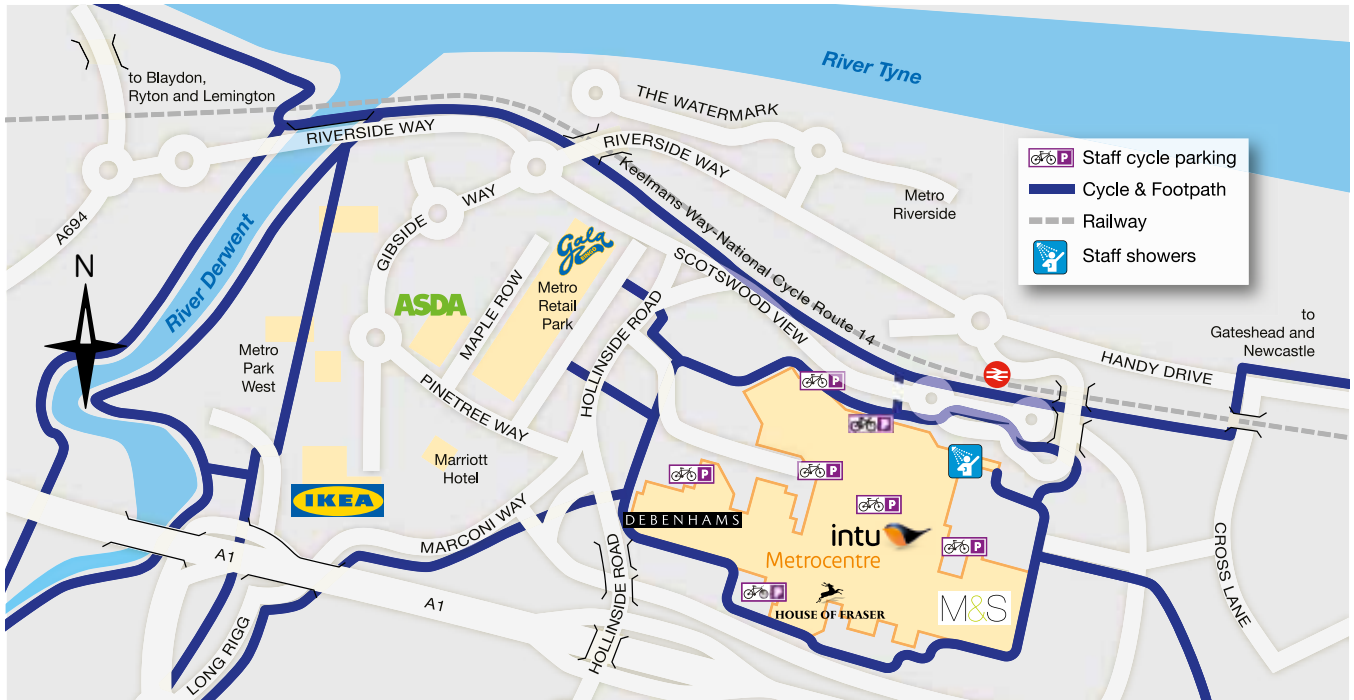 River Tyne
to Blaydon,
Ryton and Lemington
THE WATERMARK
RIVERSIDE WAY
RIVERSIDE WAY
Keelmans Way-National Cycle Route 14
Metro
Riverside
P Staff cycle parking
Cycle & Footpath
Railway
Staff showers
A694
N
River Derwent
GIBSIDE WAY
Gala
BINGO
SCOTSWOOD VIEW
ASDA
MAPLE ROW
Metro
Retail
Park
HOLLINSIDE ROAD
to
Gateshead and
Newcastle
HANDY DRIVE
Metro
Park
West
PINETREE WAY
P
P
Marriott
Hotel
P
P
P
IKEA
DEBENHAMS
intu
Metrocentre
P
MARCONI WAY
A1
A1
HOLLINSIDE ROAD
P
HOUSE OF FRASER
M&S
CROSS LANE
LONG RIGG